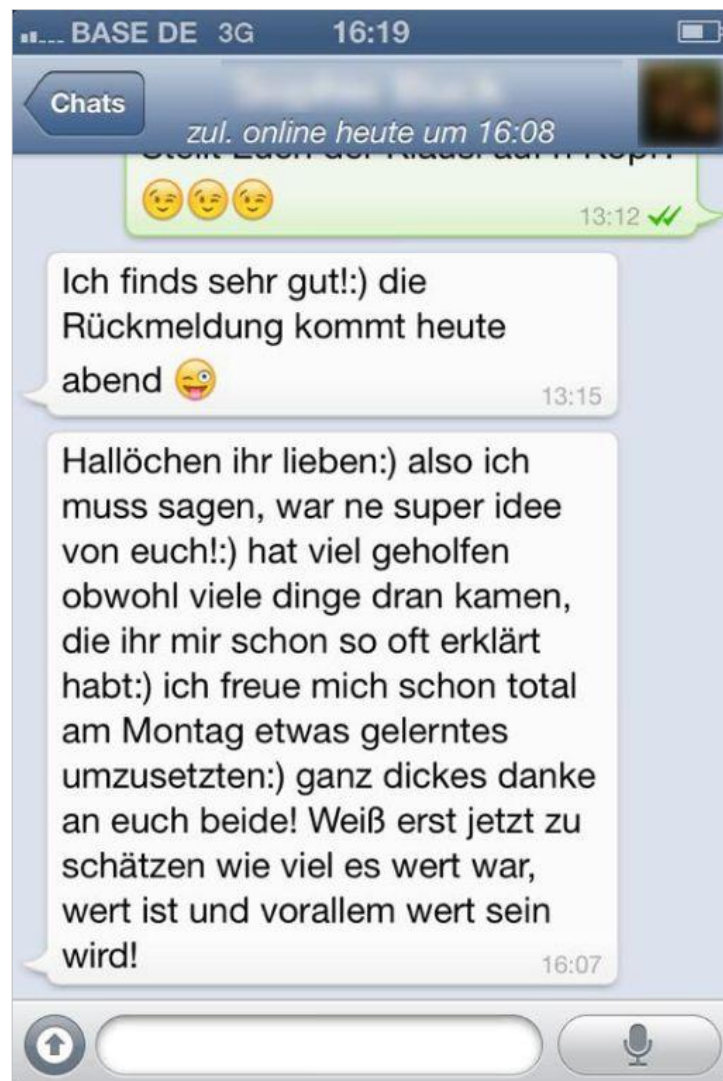 BASE DE 3G 16:19
Chats
zul. online heute um 16:08
13:12
Ich finds sehr gut!:) die
Rückmeldung kommt heute
abend 😜
13:15
Hallöchen ihr lieben:) also ich
muss sagen, war ne super idee
von euch!:) hat viel geholfen
obwohl viele dinge dran kamen,
die ihr mir schon so oft erklärt
habt:) ich freue mich schon total
am Montag etwas gelerntes
umzusetzten:) ganz dickes danke
an euch beide! Weiß erst jetzt zu
schätzen wie viel es wert war,
wert ist und vorallem wert sein
wird!
16:07